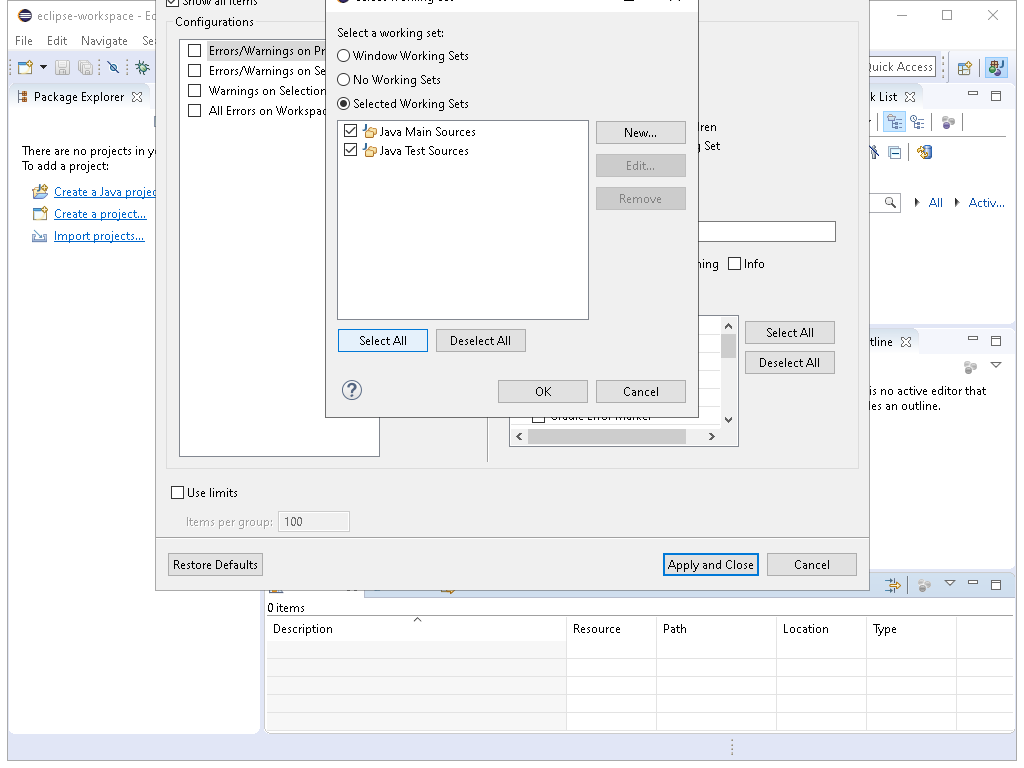 eclipse-workspace - Ec
Show all items
Select Working Set
File Edit Navigate Se
Configurations
Quick Access
Package Explorer
Errors/Warnings on Pr
Errors/Warnings on Se
Warnings on Selection
All Errors on Workspac
Select a working set:
Window Working Sets
No Working Sets
Selected Working Sets
Java Main Sources
Java Test Sources
New...
Edit...
Remove
Select All
Deselect All
?
OK
Cancel
There are no projects in yo
To add a project:
Create a Java projec
Create a project...
Import projects...
ren
g Set
ning
Info
Select All
Deselect All
Gradle Error Marker
k List
All
Activ...
tline
is no active editor that
les an outline.
Use limits
Items per group:
100
Restore Defaults
Apply and Close
Cancel
0 items
Description Resource Path Location Type